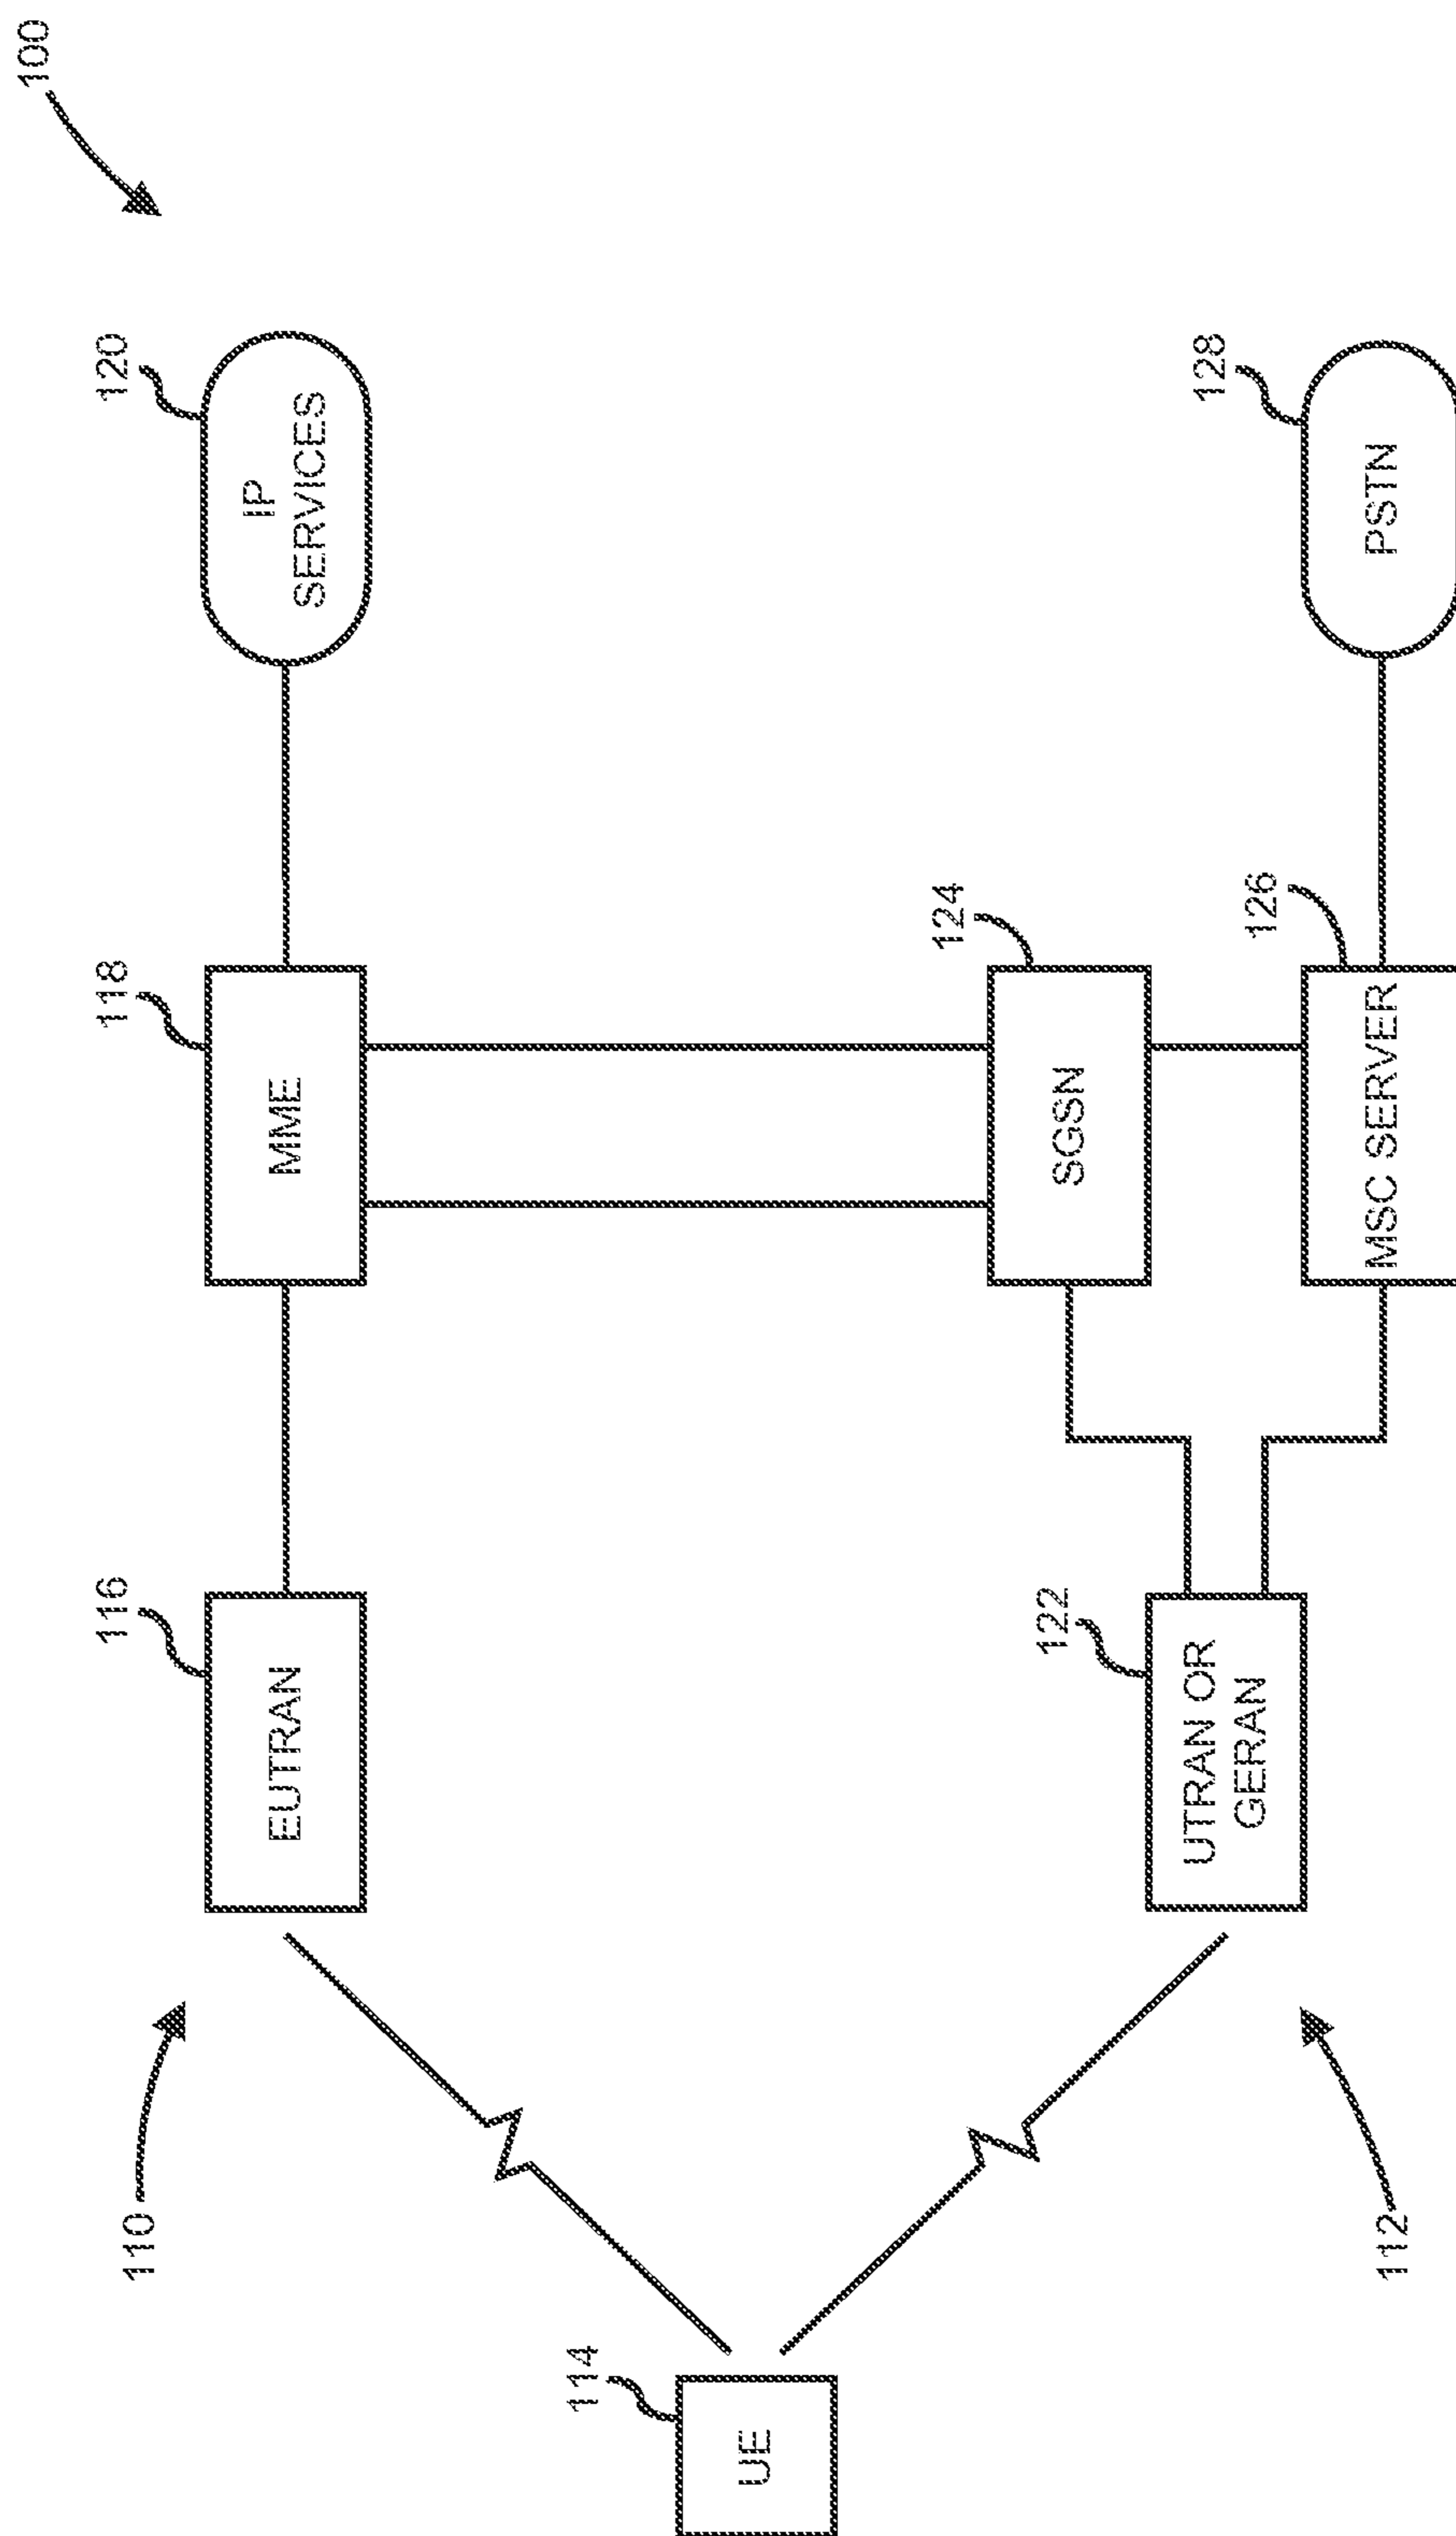 100
110
116
EUTRAN
118
MME
120
IP
SERVICES
114
UE
124
SGSN
122
UTRAN OR
GERAN
126
MSC SERVER
128
PSTN
112